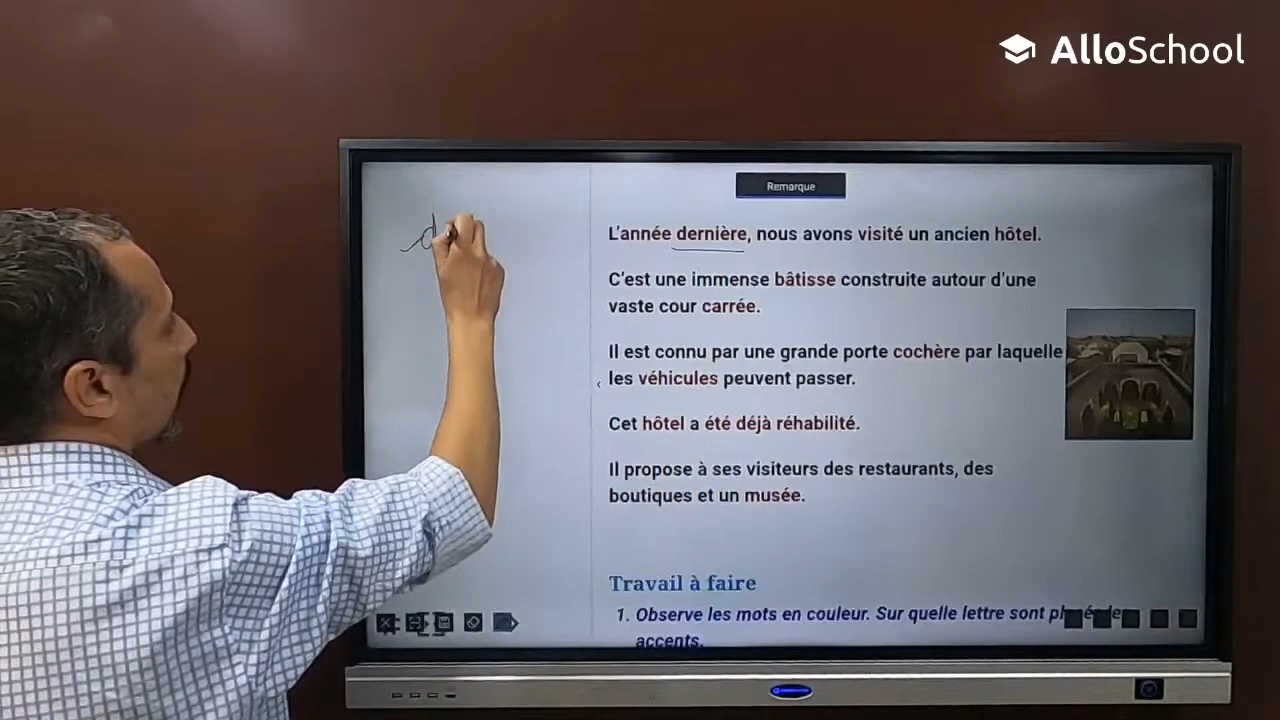 AlloSchool
Remarque
L'année dernière, nous avons visité un ancien hôtel.
C'est une immense bâtisse construite autour d'une
vaste cour carrée.
Il est connu par une grande porte cochère par laquelle
les véhicules peuvent passer.
Cet hôtel a été déjà réhabilité.
Il propose à ses visiteurs des restaurants, des
boutiques et un musée.
Travail à faire
1. Observe les mots en couleur. Sur quelle lettre sont
accents.
d